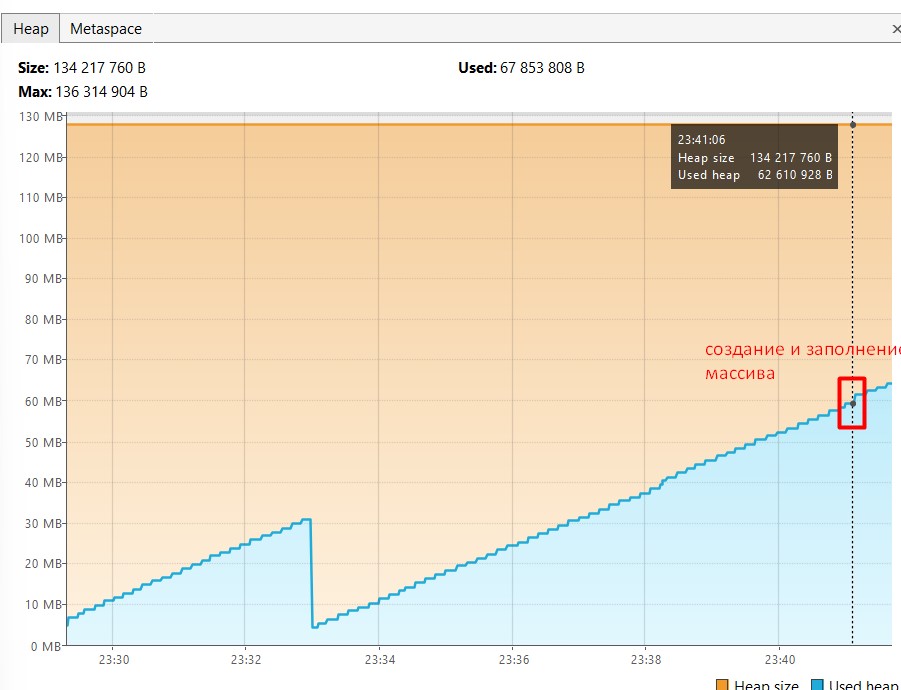 Heap Metaspace ×
Size: 134 217 760 B Used: 67 853 808 B
Max: 136 314 904 B
130 MB
120 MB
110 MB
100 MB
90 MB
80 MB
70 MB
60 MB
50 MB
40 MB
30 MB
20 MB
10 MB
0 MB
23:41:06
Heap size 134 217 760 B
Used heap 62 610 928 B
создание и заполнение
массива
23:30 23:32 23:34 23:36 23:38 23:40
Heap size Used heap